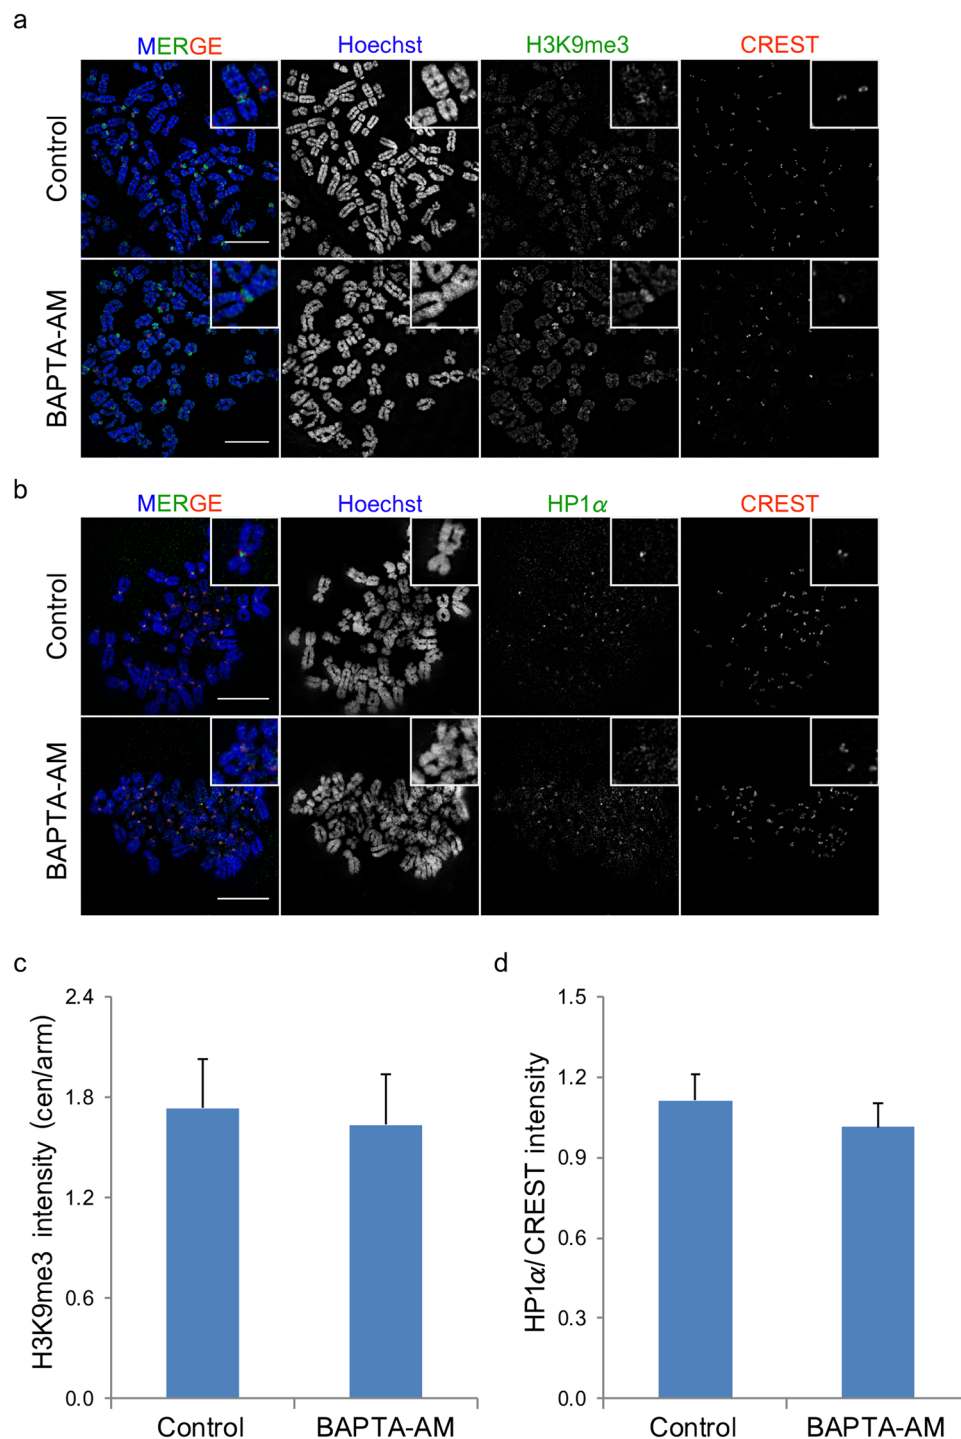 a
MERGE Hoechst H3K9me3 CREST
Control
BAPTA-AM
b
MERGE Hoechst HP1α CREST
Control
BAPTA-AM
c
H3K9me3 intensity (cen/arm)
2.4
1.8
1.2
0.6
0.0
Control BAPTA-AM
d
HP1α/CREST intensity
1.5
1.2
0.9
0.6
0.3
0.0
Control BAPTA-AM